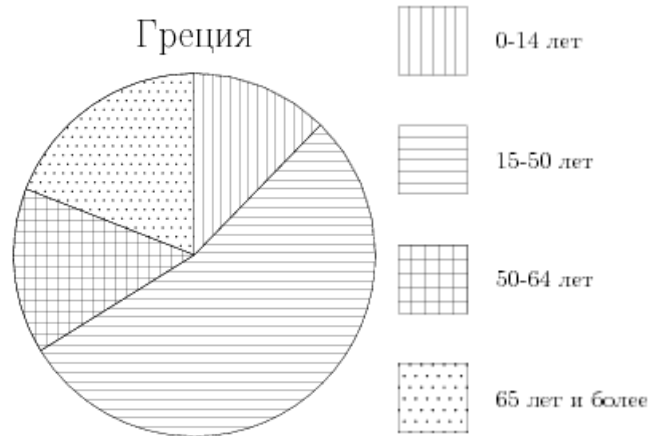 Греция
0-14 лет
15-50 лет
50-64 лет
65 лет и более